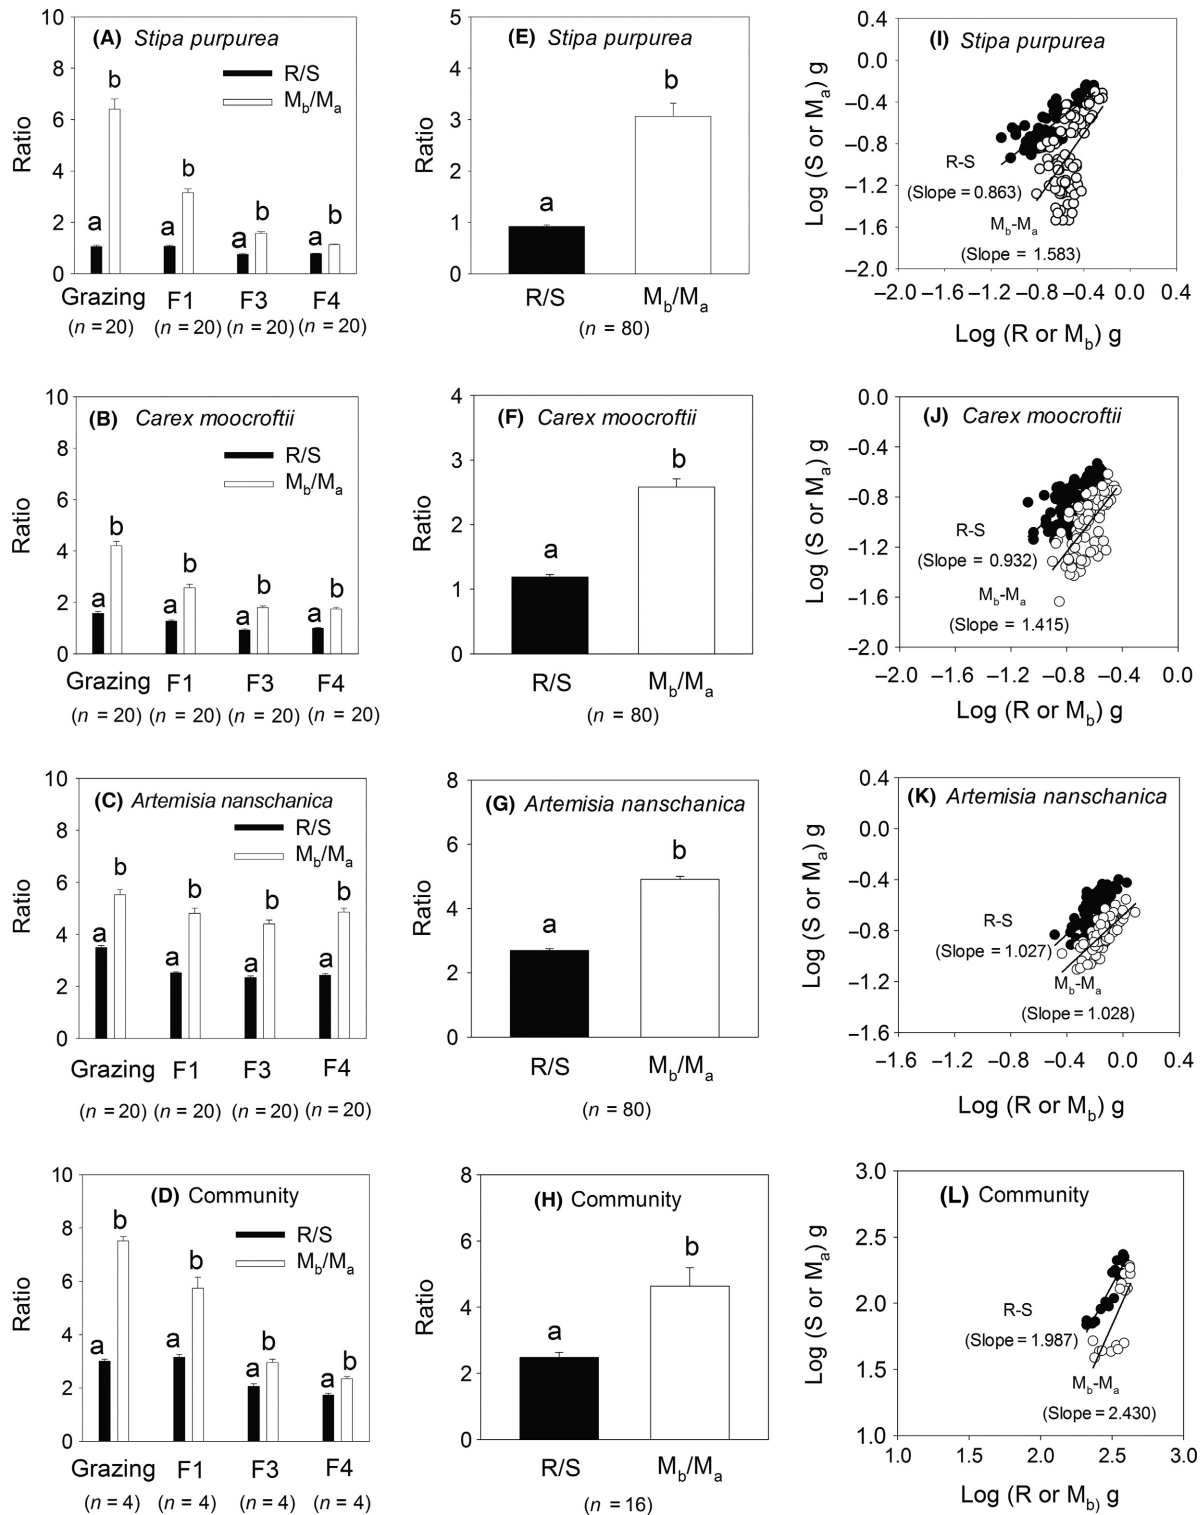 (A) Stipa purpurea
R/S
Mb/Ma
Ratio
10
8
6
4
2
0
a b a b a b a b
Grazing F1 F3 F4
(n = 20) (n = 20) (n = 20) (n = 20)
(E) Stipa purpurea
Ratio
5
4
3
2
1
0
a b
R/S Mb/Ma
(n = 80)
(I) Stipa purpurea
Log (S or Ma) g
0.4
0.0
−0.4
−0.8
−1.2
−1.6
−2.0
R-S
(Slope = 0.863)
Mb-Ma
(Slope = 1.583)
−2.0 −1.6 −1.2 −0.8 −0.4 0.0 0.4
Log (R or Mb) g
(B) Carex moocroftii
R/S
Mb/Ma
Ratio
10
8
6
4
2
0
a b a b a b a b
Grazing F1 F3 F4
(n = 20) (n = 20) (n = 20) (n = 20)
(F) Carex moocroftii
Ratio
4
3
2
1
0
a b
R/S Mb/Ma
(n = 80)
(J) Carex moocroftii
Log (S or Ma) g
0.0
−0.4
−0.8
−1.2
−1.6
−2.0
R-S
(Slope = 0.932)
Mb-Ma
(Slope = 1.415)
−2.0 −1.6 −1.2 −0.8 −0.4 0.0
Log (R or Mb) g
(C) Artemisia nanschanica
R/S
Mb/Ma
Ratio
10
8
6
4
2
0
a b a b a b a b
Grazing F1 F3 F4
(n = 20) (n = 20) (n = 20) (n = 20)
(G) Artemisia nanschanica
Ratio
8
6
4
2
0
a b
R/S Mb/Ma
(n = 80)
(K) Artemisia nanschanica
Log (S or Ma) g
0.4
0.0
−0.4
−0.8
−1.2
−1.6
R-S
(Slope = 1.027)
Mb-Ma
(Slope = 1.028)
−1.6 −1.2 −0.8 −0.4 0.0 0.4
Log (R or Mb) g
(D) Community
R/S
Mb/Ma
Ratio
10
8
6
4
2
0
a b a b a b a b
Grazing F1 F3 F4
(n = 4) (n = 4) (n = 4) (n = 4)
(H) Community
Ratio
8
6
4
2
0
a b
R/S Mb/Ma
(n = 16)
(L) Community
Log (S or Ma) g
3.0
2.5
2.0
1.5
1.0
R-S
(Slope = 1.987)
Mb-Ma
(Slope = 2.430)
1.0 1.5 2.0 2.5 3.0
Log (R or Mb) g